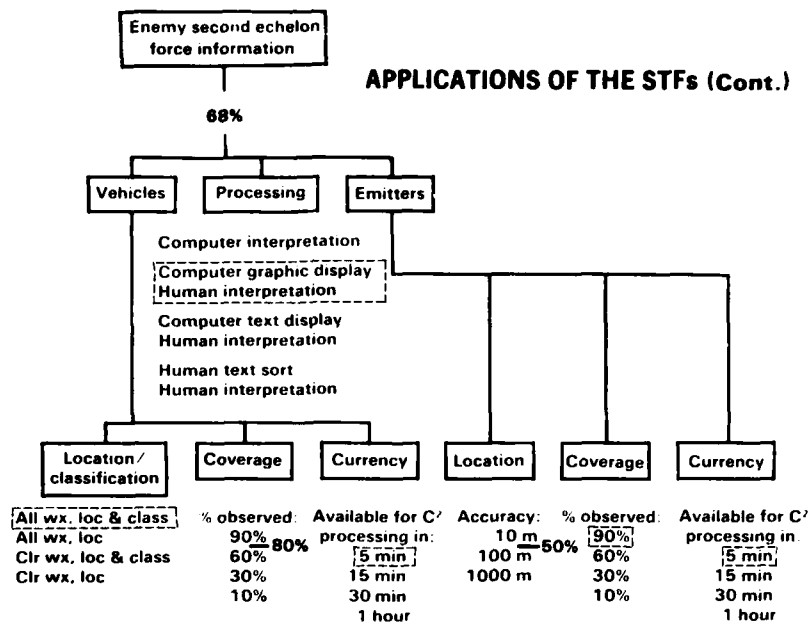 Enemy second echelon
force information
APPLICATIONS OF THE STFs (Cont.)
68%
Vehicles
Processing
Emitters
Computer interpretation
Computer graphic display
Human interpretation
Computer text display
Human interpretation
Human text sort
Human interpretation
Location/
classification
Coverage
Currency
Location
Coverage
Currency
All wx, loc & class
All wx, loc
Clr wx, loc & class
Clr wx, loc
% observed:
90%
80%
60%
30%
10%
Available for C²
processing in:
5 min
15 min
30 min
1 hour
Accuracy:
10 m
50%
100 m
1000 m
% observed:
90%
60%
30%
10%
Available for C²
processing in:
5 min
15 min
30 min
1 hour